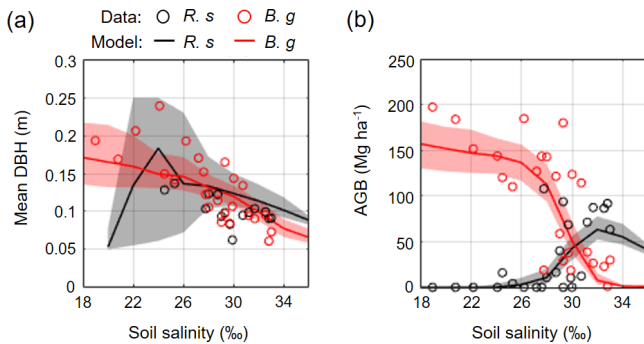 (a) Data: R. s B. g (b)
Model: R. s B. g
0.3
0.25
0.2
0.15
0.1
0.05
0
Mean DBH (m)
18 22 26 30 34
Soil salinity (‰)
250
200
150
100
50
0
AGB (Mg ha⁻¹)
18 22 26 30 34
Soil salinity (‰)